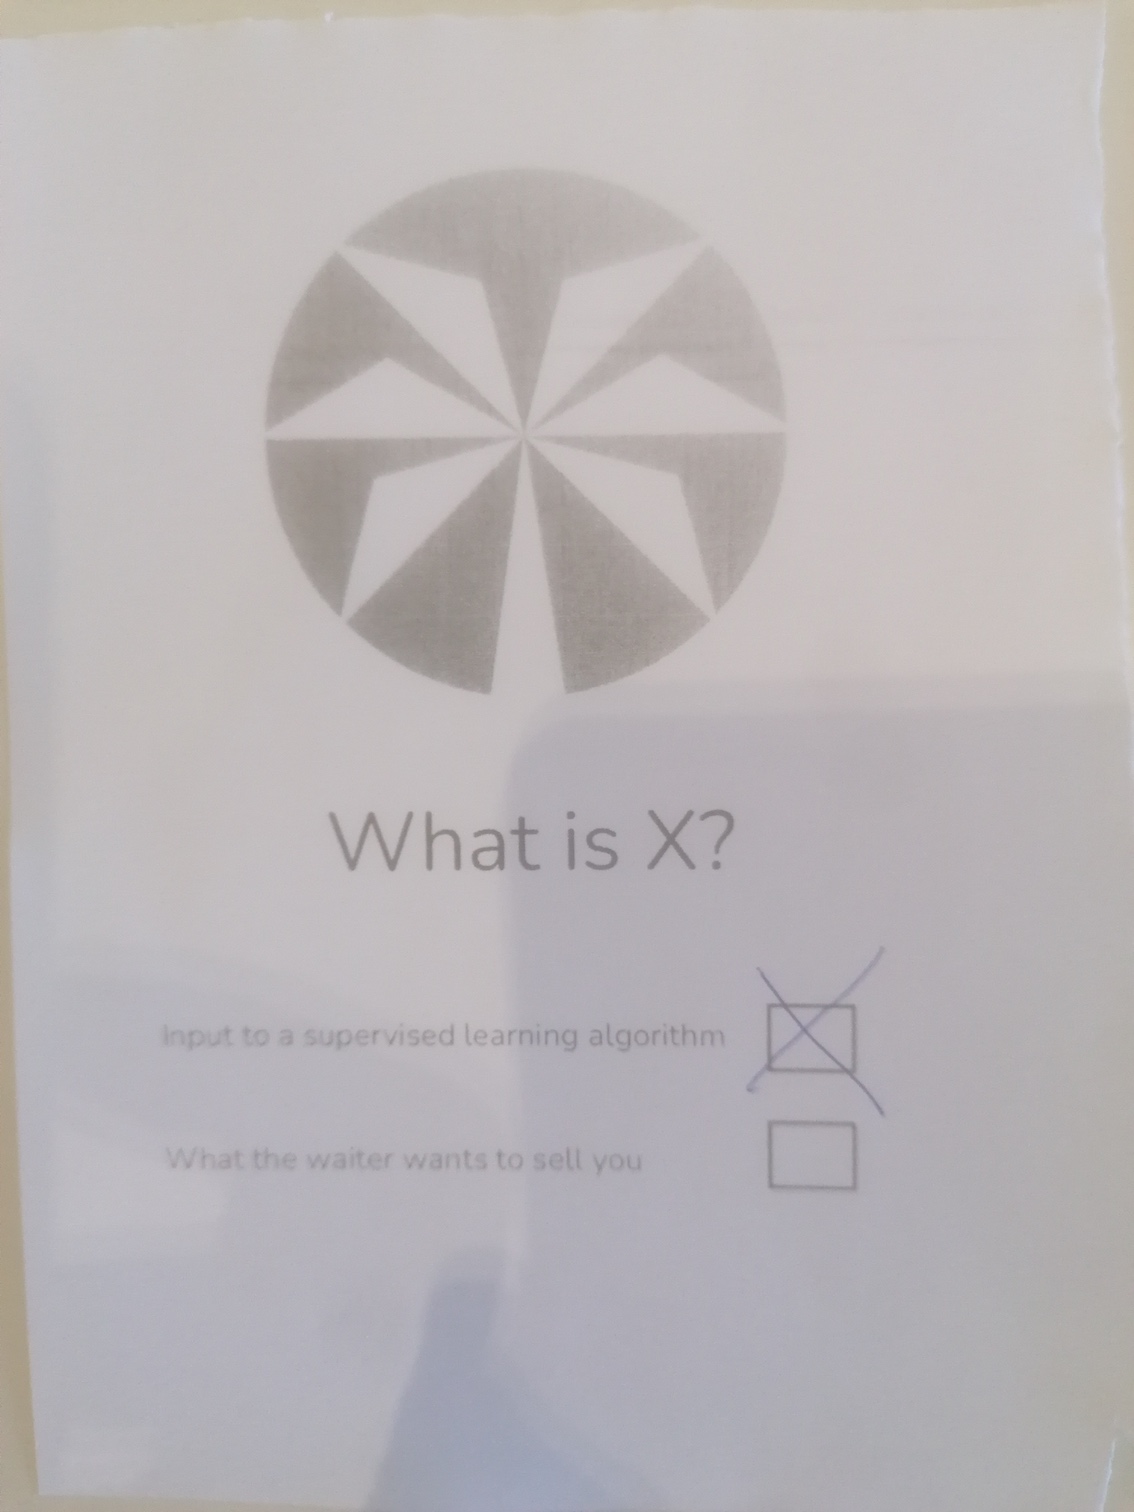 What is X?
Input to a supervised learning algorithm
What the waiter wants to sell you